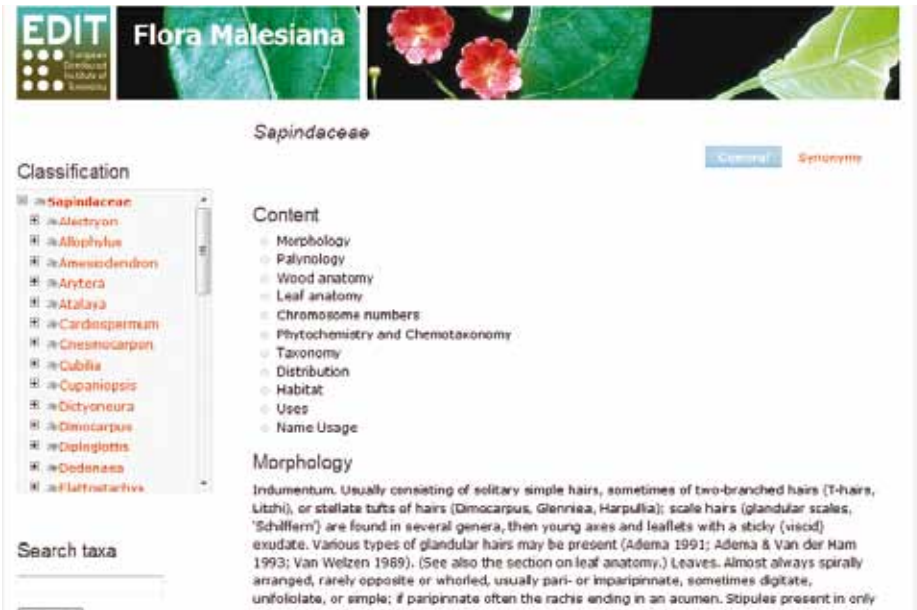 EDIT
European
Distributed
Institute of
Taxonomy
Flora Malesiana
Sapindaceae
General Synonymy
Classification
Sapindaceae
Alectryon
Allophylus
Amesiodendron
Arytera
Atalaya
Cardiospermum
Cnesmocarpon
Cubilia
Cupaniopsis
Dictyoneura
Dimocarpus
Diploglottis
Dodonaea
Elattostachys
Search taxa
Content
Morphology
Palynology
Wood anatomy
Leaf anatomy
Chromosome numbers
Phytochemistry and Chemotaxonomy
Taxonomy
Distribution
Habitat
Uses
Name Usage
Morphology
Indumentum. Usually consisting of solitary simple hairs, sometimes of two-branched hairs (T-hairs,
Litchi), or stellate tufts of hairs (Dimocarpus, Glenniea, Harpullia); scale hairs (glandular scales,
'Schilffern') are found in several genera, then young axes and leaflets with a sticky (viscid)
exudate. Various types of glandular hairs may be present (Adema 1991; Adema & Van der Ham
1993; Van Welzen 1989). (See also the section on leaf anatomy.) Leaves. Almost always spirally
arranged, rarely opposite or whorled, usually pari- or imparipinnate, sometimes digitate,
unifoliolate, or simple; if paripinnate often the rachis ending in an acumen. Stipules present in only